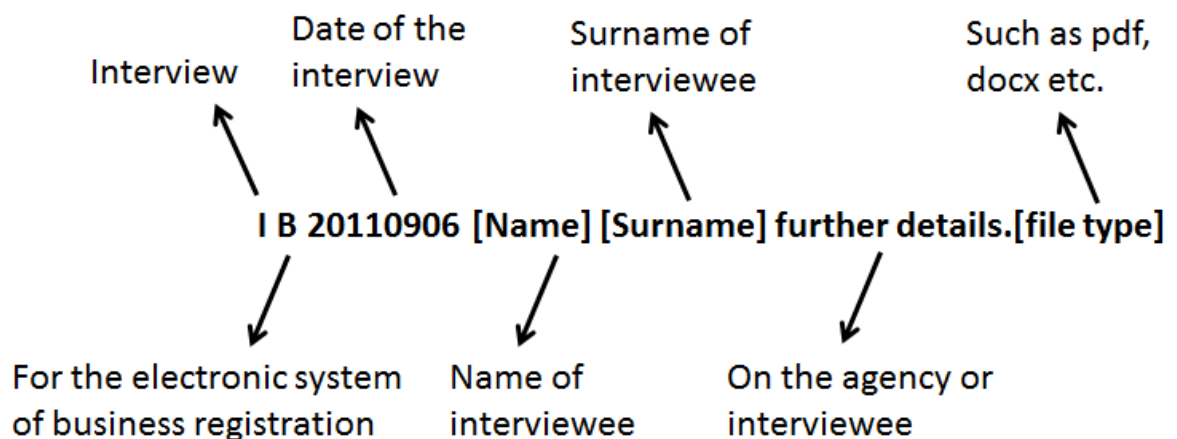 Interview
Date of the
interview
Surname of
interviewee
Such as pdf,
docx etc.
I B 20110906 [Name] [Surname] further details.[file type]
For the electronic system
of business registration
Name of
interviewee
On the agency or
interviewee